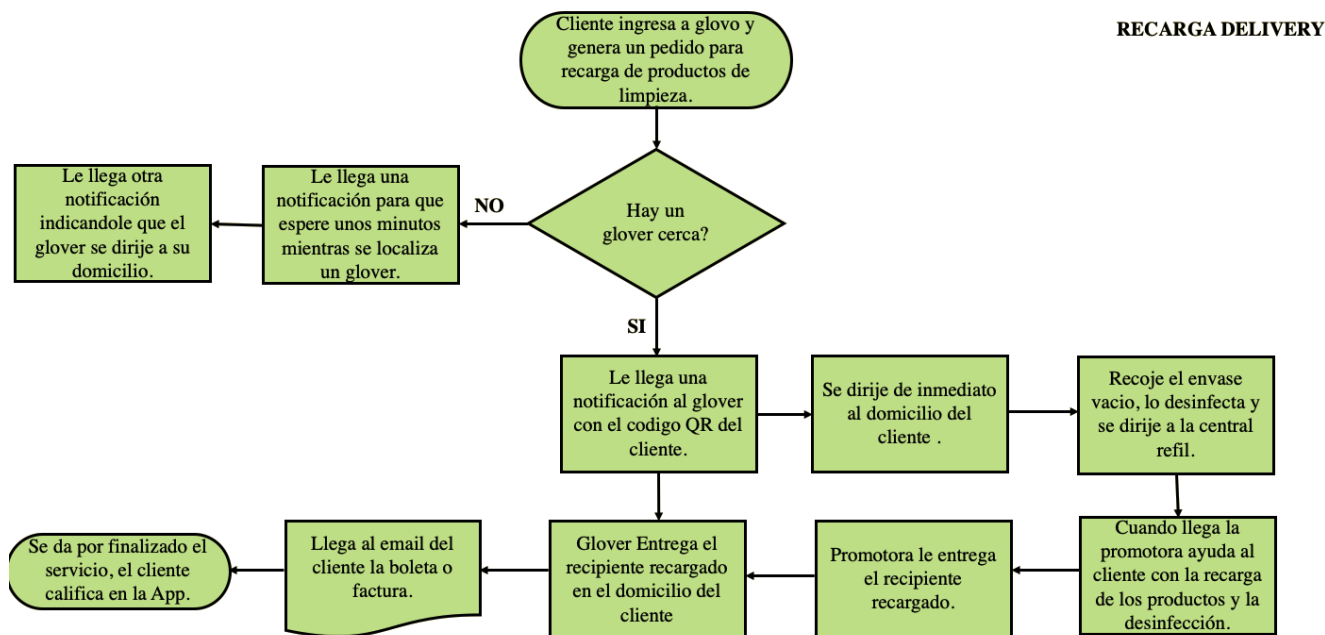 RECARGA DELIVERY
Cliente ingresa a glovo y
genera un pedido para
recarga de productos de
limpieza.
Hay un
glover cerca?
NO
Le llega una
notificación para que
espere unos minutos
mientras se localiza
un glover.
Le llega otra
notificación
indicandole que el
glover se dirije a su
domicilio.
SI
Le llega una
notificación al glover
con el codigo QR del
cliente.
Se dirije de inmediato
al domicilio del
cliente .
Recoje el envase
vacio, lo desinfecta y
se dirije a la central
refil.
Cuando llega la
promotora ayuda al
cliente con la recarga
de los productos y la
desinfección.
Promotora le entrega
el recipiente
recargado.
Glover Entrega el
recipiente recargado
en el domicilio del
cliente
Llega al email del
cliente la boleta o
factura.
Se da por finalizado el
servicio, el cliente
califica en la App.